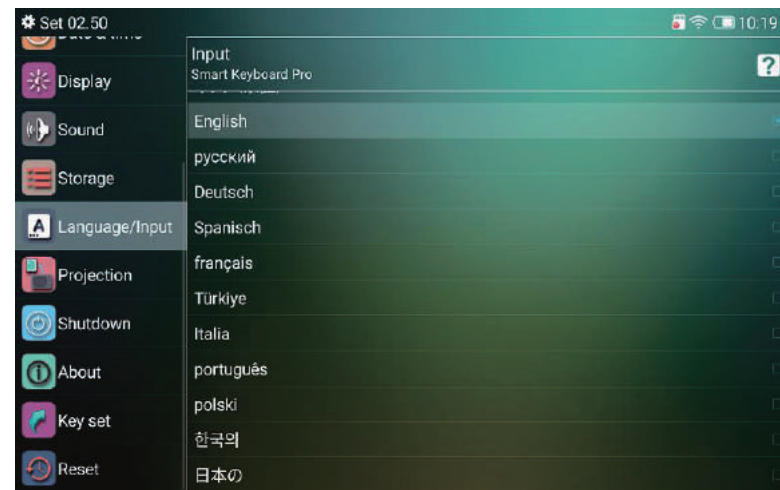 Set 02.50
10:19
Display
Sound
Storage
Language/Input
Projection
Shutdown
About
Key set
Reset
Input
Smart Keyboard Pro
?
English
русский
Deutsch
Spanisch
français
Türkiye
Italia
português
polski
한국의
日本の